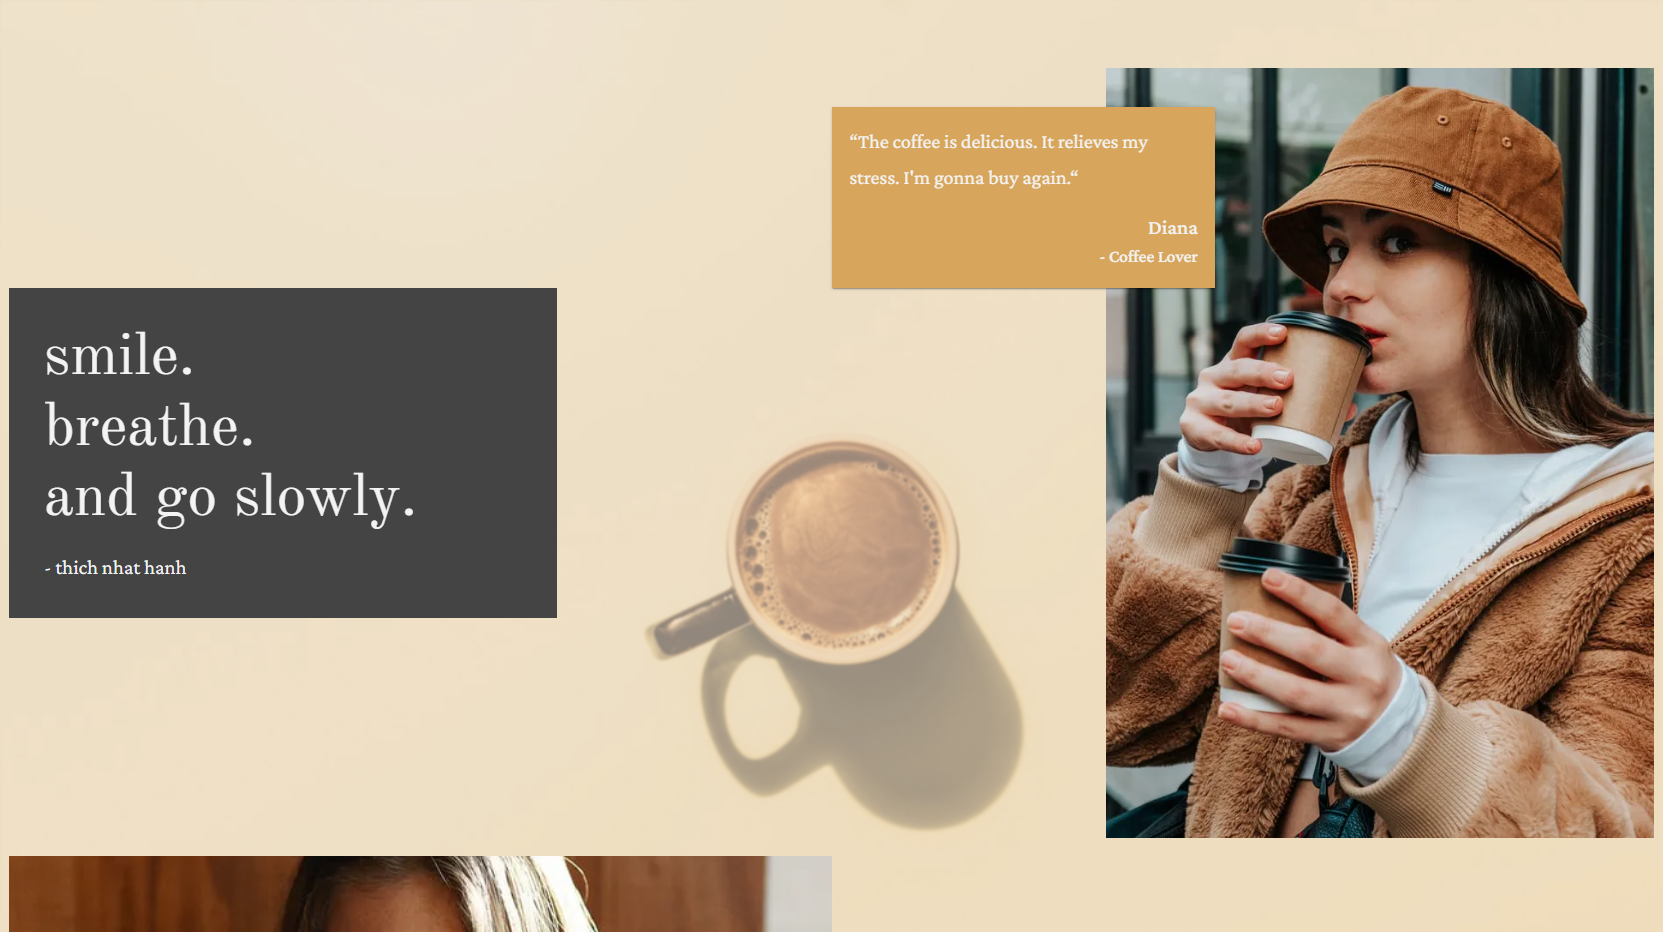 “The coffee is delicious. It relieves my
stress. I'm gonna buy again.“
Diana
- Coffee Lover
smile.
breathe.
and go slowly.
- thich nhat hanh